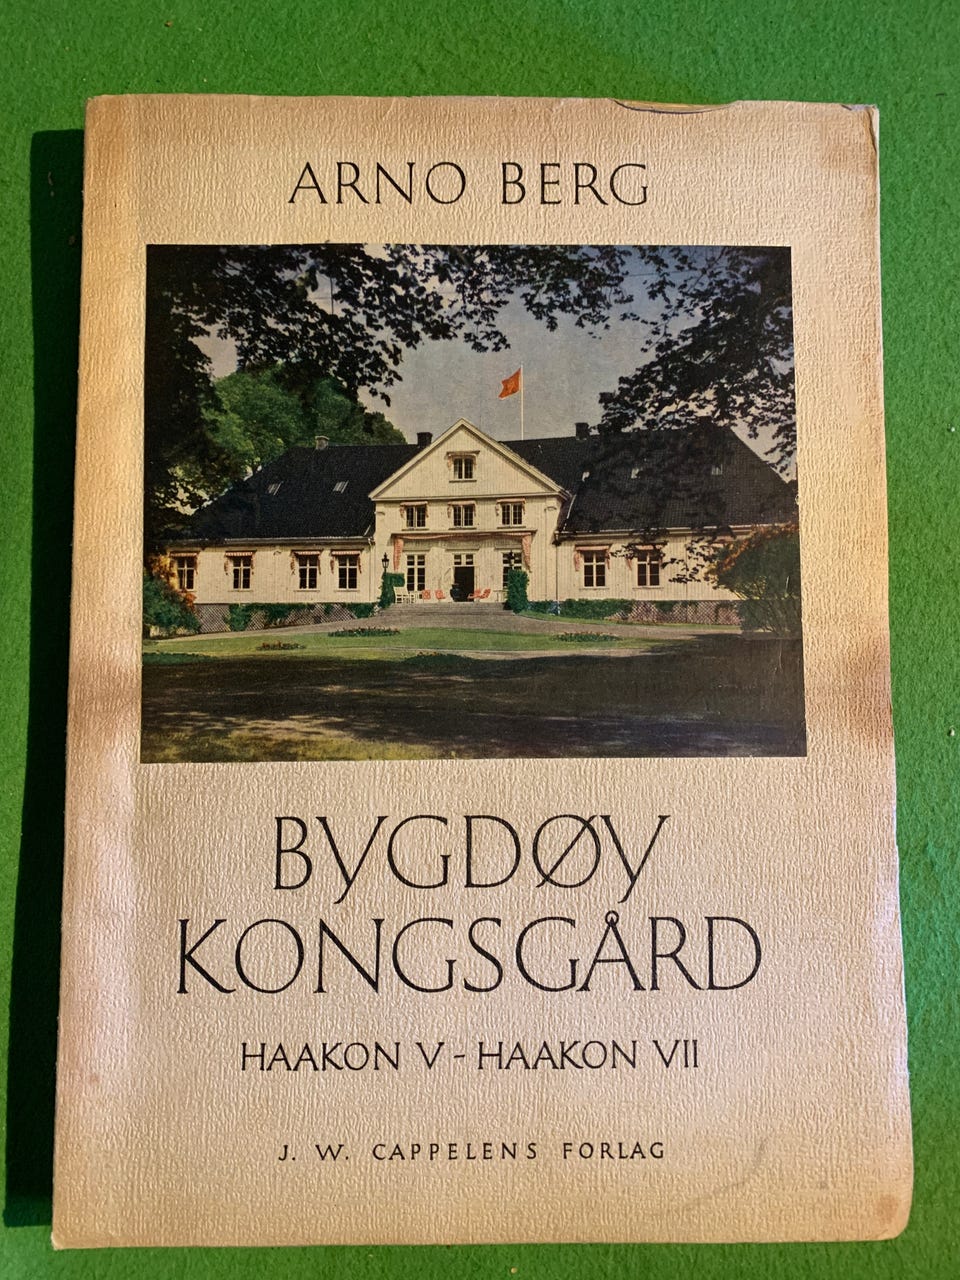 ARNO BERG
BYGDØY
KONGSGÅRD
HAAKON V - HAAKON VII
J. W. CAPPELENS FORLAG